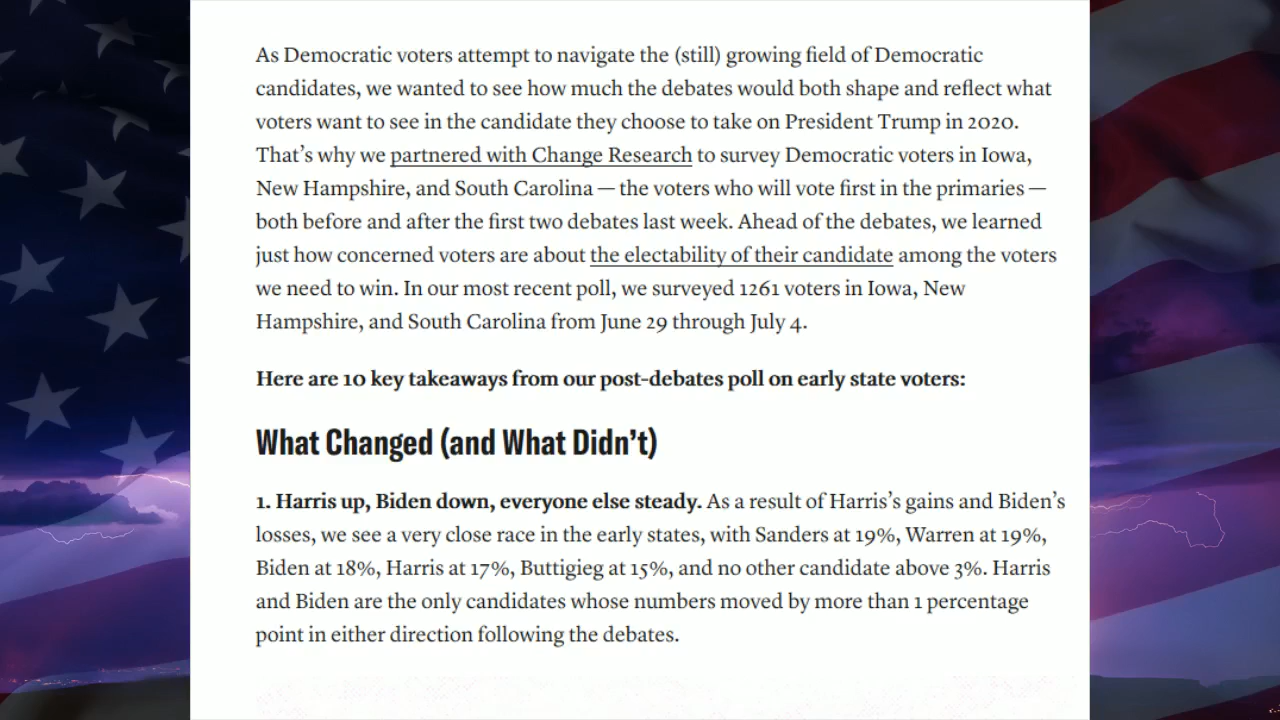 As Democratic voters attempt to navigate the (still) growing field of Democratic
candidates, we wanted to see how much the debates would both shape and reflect what
voters want to see in the candidate they choose to take on President Trump in 2020.
That’s why we partnered with Change Research to survey Democratic voters in Iowa,
New Hampshire, and South Carolina — the voters who will vote first in the primaries —
both before and after the first two debates last week. Ahead of the debates, we learned
just how concerned voters are about the electability of their candidate among the voters
we need to win. In our most recent poll, we surveyed 1261 voters in Iowa, New
Hampshire, and South Carolina from June 29 through July 4.
Here are 10 key takeaways from our post-debates poll on early state voters:
What Changed (and What Didn’t)
1. Harris up, Biden down, everyone else steady. As a result of Harris’s gains and Biden’s
losses, we see a very close race in the early states, with Sanders at 19%, Warren at 19%,
Biden at 18%, Harris at 17%, Buttigieg at 15%, and no other candidate above 3%. Harris
and Biden are the only candidates whose numbers moved by more than 1 percentage
point in either direction following the debates.